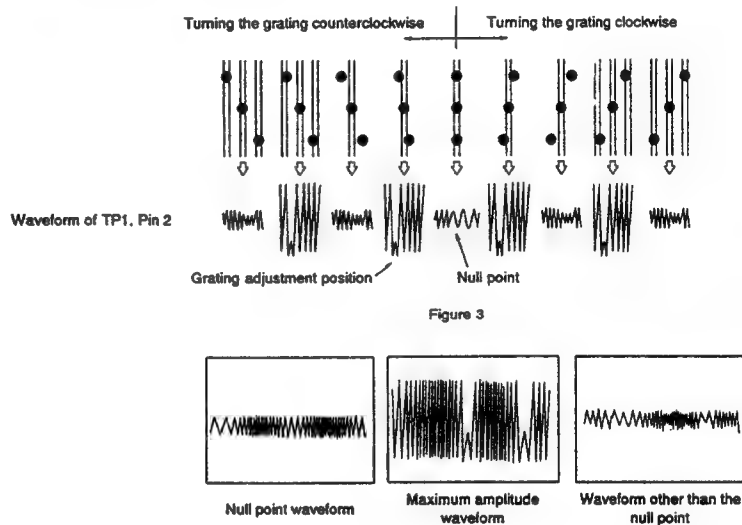 Turning the grating counterclockwise
Turning the grating clockwise
Waveform of TP1, Pin 2
Grating adjustment position
Null point
Figure 3
Null point waveform
Maximum amplitude
waveform
Waveform other than the
null point